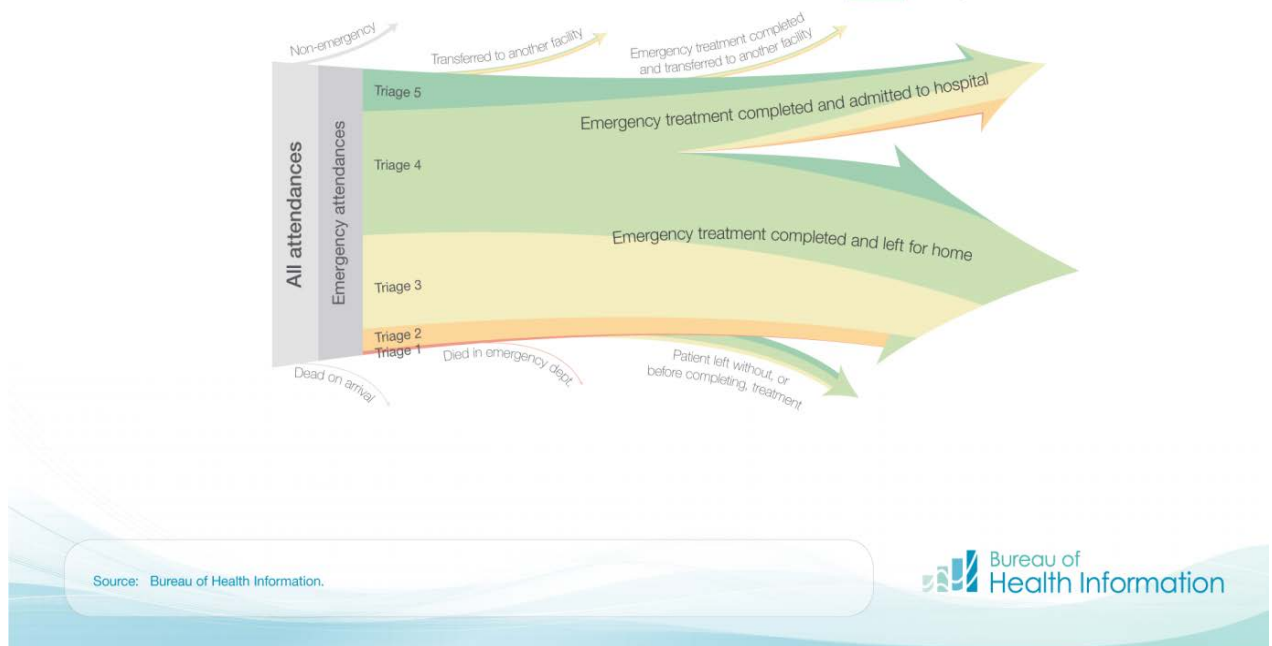 Non-emergency
Transferred to another facility
Emergency treatment completed
and transferred to another facility
All attendances
Emergency attendances
Triage 5
Triage 4
Triage 3
Triage 2
Triage 1
Emergency treatment completed and admitted to hospital
Emergency treatment completed and left for home
Dead on arrival
Died in emergency dept.
Patient left without, or
before completing, treatment
Source: Bureau of Health Information.
Bureau of
Health Information